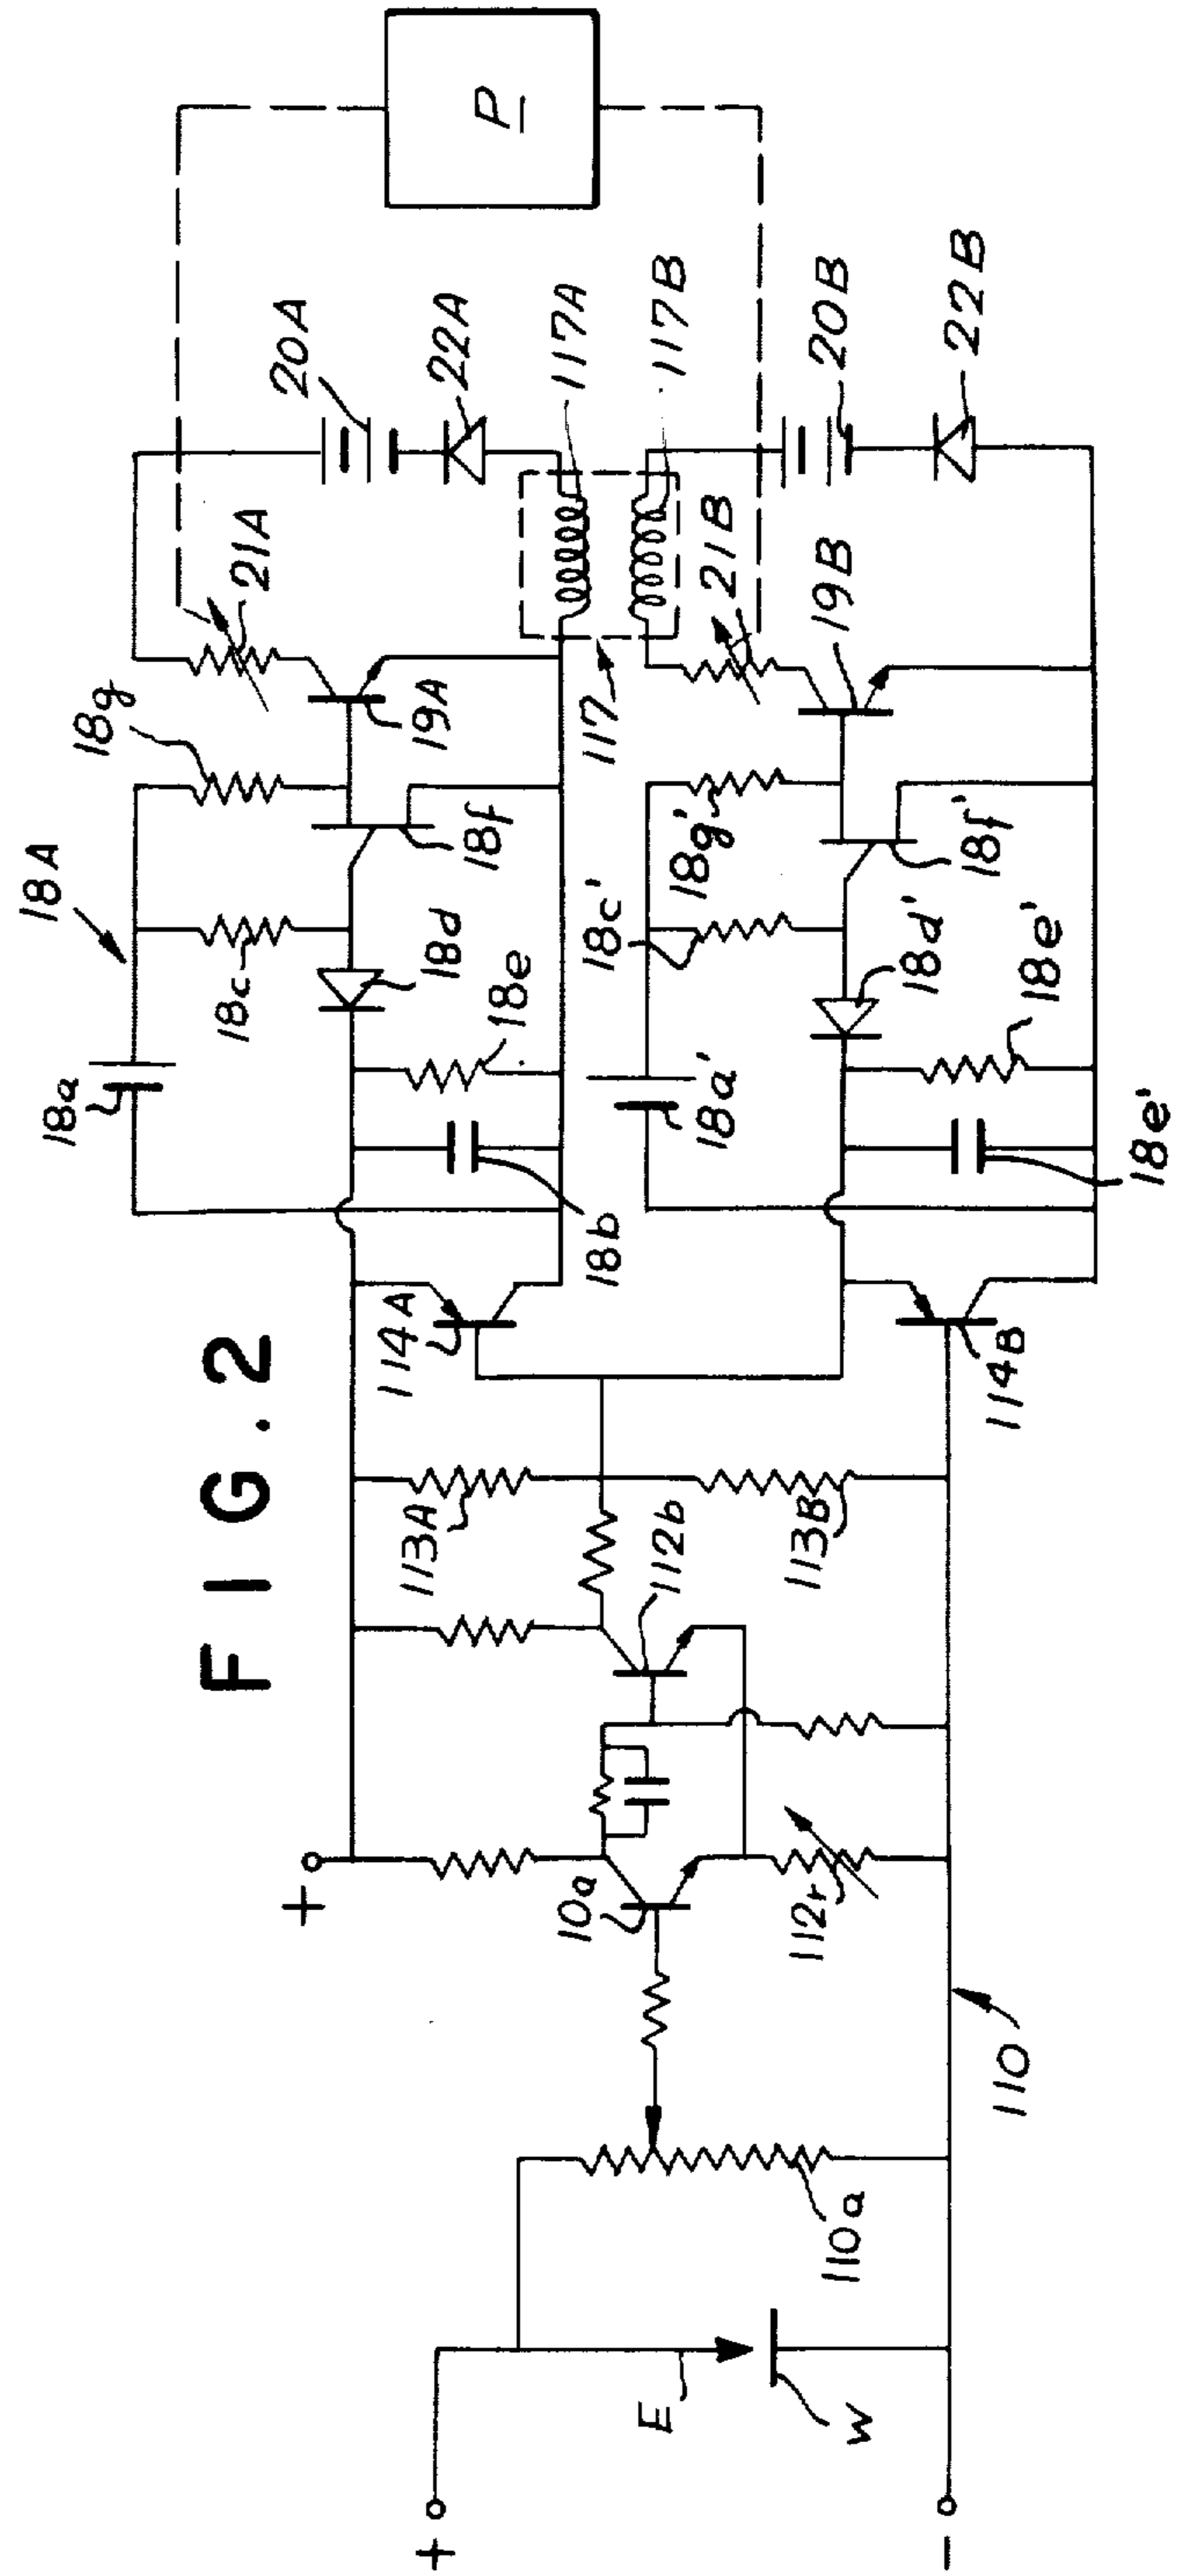 FIG. 2
18A
18a
18c
18g
21A
20A
22A
P
18d
18e
18f
19A
117A
117B
117
18b
114A
18a'
18c'
18g'
21B
20B
22B
19B
18f'
18d'
18e'
18e'
114B
113A
113B
112b
+
10a
112r
110
110a
E
W
+
-